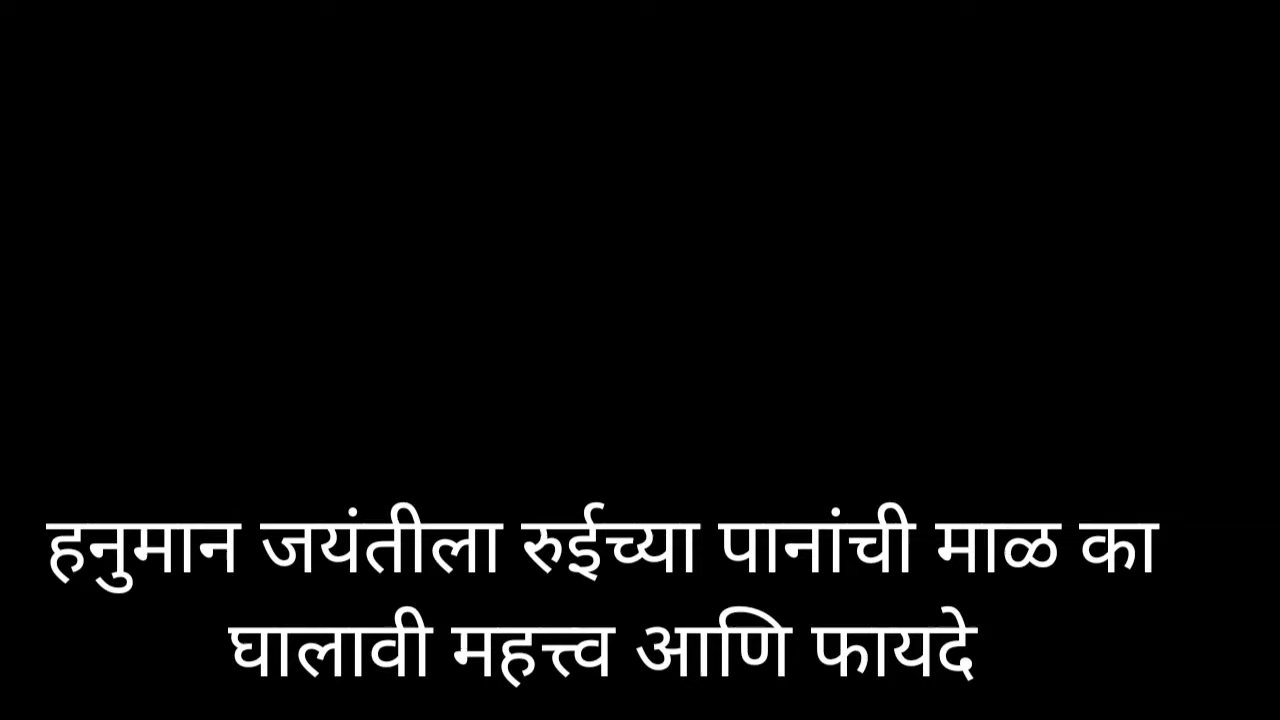 हनुमान जयंतीला रुईच्या पानांची माळ का
घालावी महत्त्व आणि फायदे